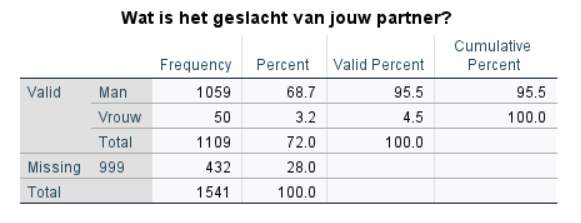 Wat is het geslacht van jouw partner?
Frequency Percent Valid Percent Cumulative Percent
Valid Man 1059 68.7 95.5 95.5
Vrouw 50 3.2 4.5 100.0
Total 1109 72.0 100.0
Missing 999 432 28.0
Total 1541 100.0